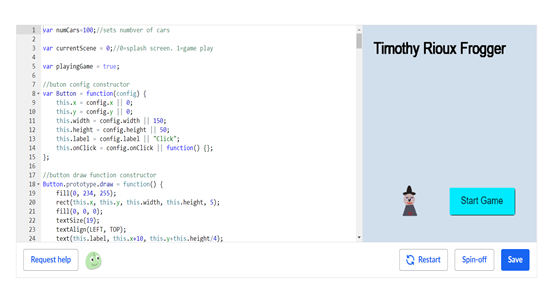 1 var numCars=100;//sets numbver of cars
2
3 var currentScene = 0;//0=splash screen. 1=game play
4
5 var playingGame = true;
6
7 //buton config constructor
8 var Button = function(config) {
9 this.x = config.x || 0;
10 this.y = config.y || 0;
11 this.width = config.width || 150;
12 this.height = config.height || 50;
13 this.label = config.label || "Click";
14 this.onClick = config.onClick || function() {};
15 };
16
17 //button draw function constructor
18 Button.prototype.draw = function() {
19 fill(0, 234, 255);
20 rect(this.x, this.y, this.width, this.height, 5);
21 fill(0, 0, 0);
22 textSize(19);
23 textAlign(LEFT, TOP);
24 text(this.label, this.x+10, this.y+this.height/4);
Timothy Rioux Frogger
Start Game
Request help
Restart
Spin-off
Save